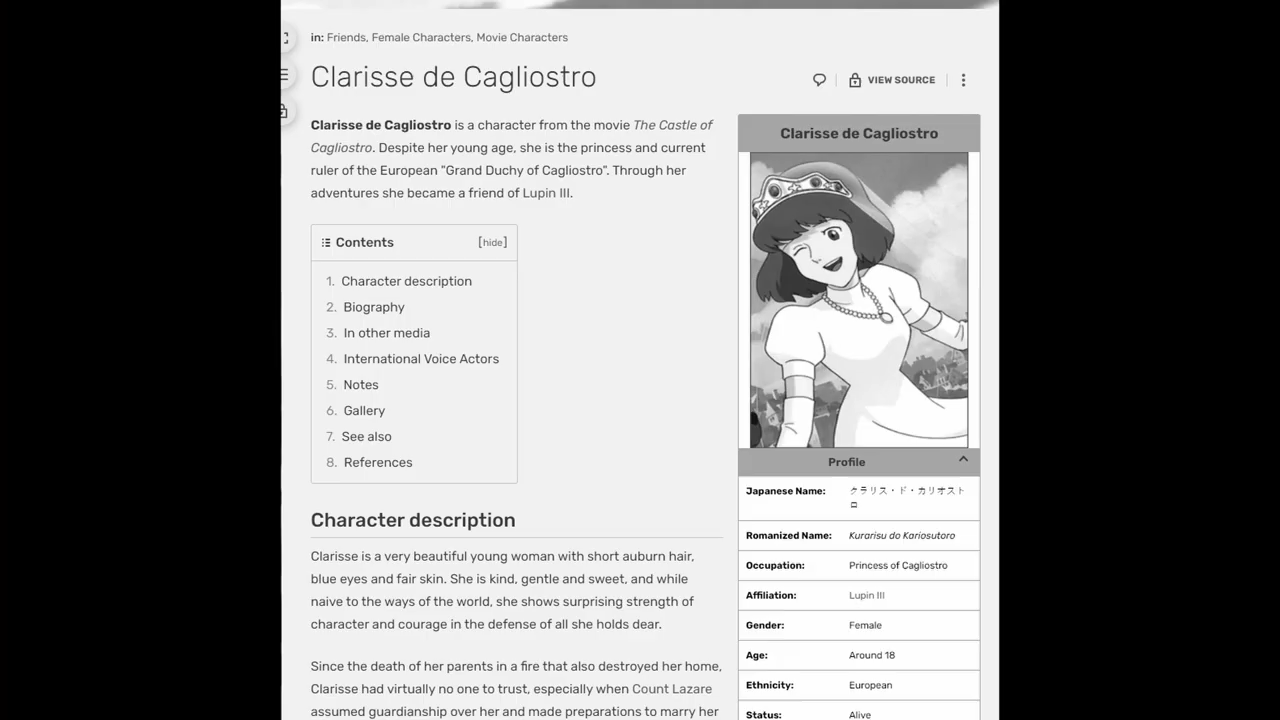 in: Friends, Female Characters, Movie Characters
Clarisse de Cagliostro
VIEW SOURCE
Clarisse de Cagliostro is a character from the movie The Castle of
Cagliostro. Despite her young age, she is the princess and current
ruler of the European "Grand Duchy of Cagliostro". Through her
adventures she became a friend of Lupin III.
Contents [hide]
1. Character description
2. Biography
3. In other media
4. International Voice Actors
5. Notes
6. Gallery
7. See also
8. References
Character description
Clarisse is a very beautiful young woman with short auburn hair,
blue eyes and fair skin. She is kind, gentle and sweet, and while
naive to the ways of the world, she shows surprising strength of
character and courage in the defense of all she holds dear.
Since the death of her parents in a fire that also destroyed her home,
Clarisse had virtually no one to trust, especially when Count Lazare
assumed guardianship over her and made preparations to marry her
Clarisse de Cagliostro
Profile
Japanese Name: クラリス・ド・カリオスト
ロ
Romanized Name: Kurarisu do Kariosutoro
Occupation: Princess of Cagliostro
Affiliation: Lupin III
Gender: Female
Age: Around 18
Ethnicity: European
Status: Alive